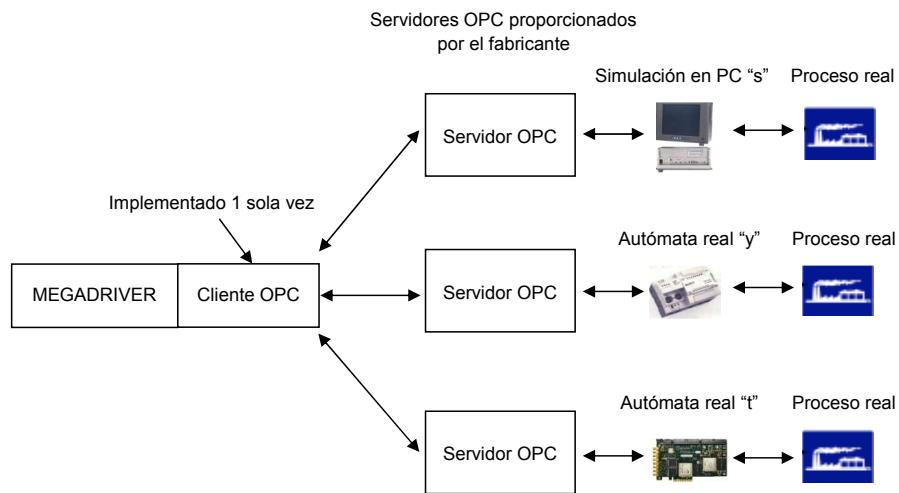 Servidores OPC proporcionados
por el fabricante
Simulación en PC “s”
Proceso real
Servidor OPC
Implementado 1 sola vez
Autómata real “y”
Proceso real
MEGADRIVER
Cliente OPC
Servidor OPC
Autómata real “t”
Proceso real
Servidor OPC